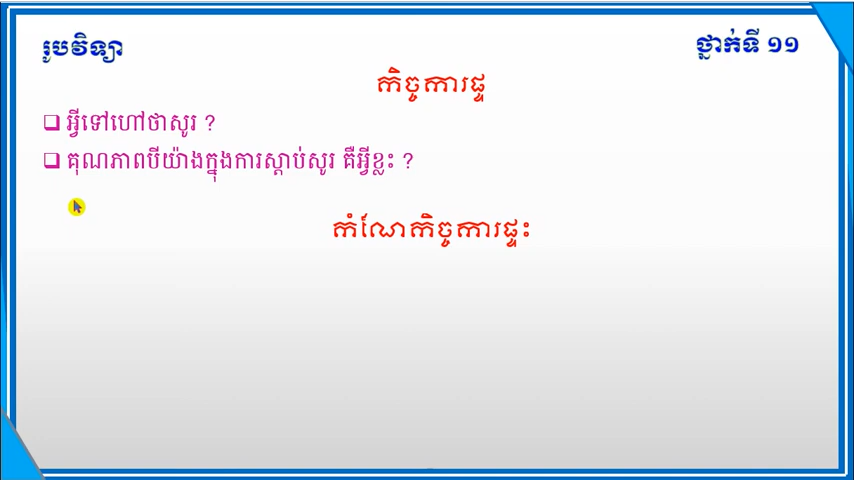 រូបវិទ្យា
ថ្នាក់ទី ១១
កិច្ចការផ្ទ
អ្វីទៅហៅថាសូរ ?
គុណភាពបីយ៉ាងក្នុងការស្តាប់សូរ គឺអ្វីខ្លះ ?
កំណែកិច្ចការផ្ទះ